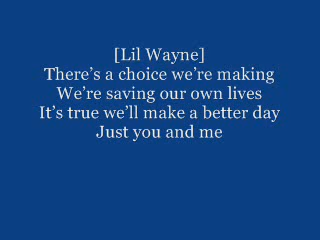 [Lil Wayne]
There's a choice we're making
We're saving our own lives
It's true we'll make a better day
Just you and me